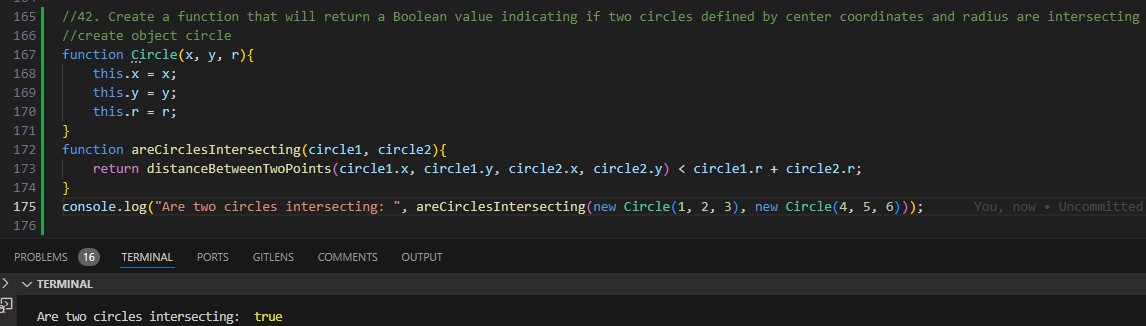 165 //42. Create a function that will return a Boolean value indicating if two circles defined by center coordinates and radius are intersecting
166 //create object circle
167 function Circle(x, y, r){
168     this.x = x;
169     this.y = y;
170     this.r = r;
171 }
172 function areCirclesIntersecting(circle1, circle2){
173     return distanceBetweenTwoPoints(circle1.x, circle1.y, circle2.x, circle2.y) < circle1.r + circle2.r;
174 }
175 console.log("Are two circles intersecting: ", areCirclesIntersecting(new Circle(1, 2, 3), new Circle(4, 5, 6))); You, now • Uncommitted
176
PROBLEMS 16 TERMINAL PORTS GITLENS COMMENTS OUTPUT
TERMINAL
Are two circles intersecting:  true